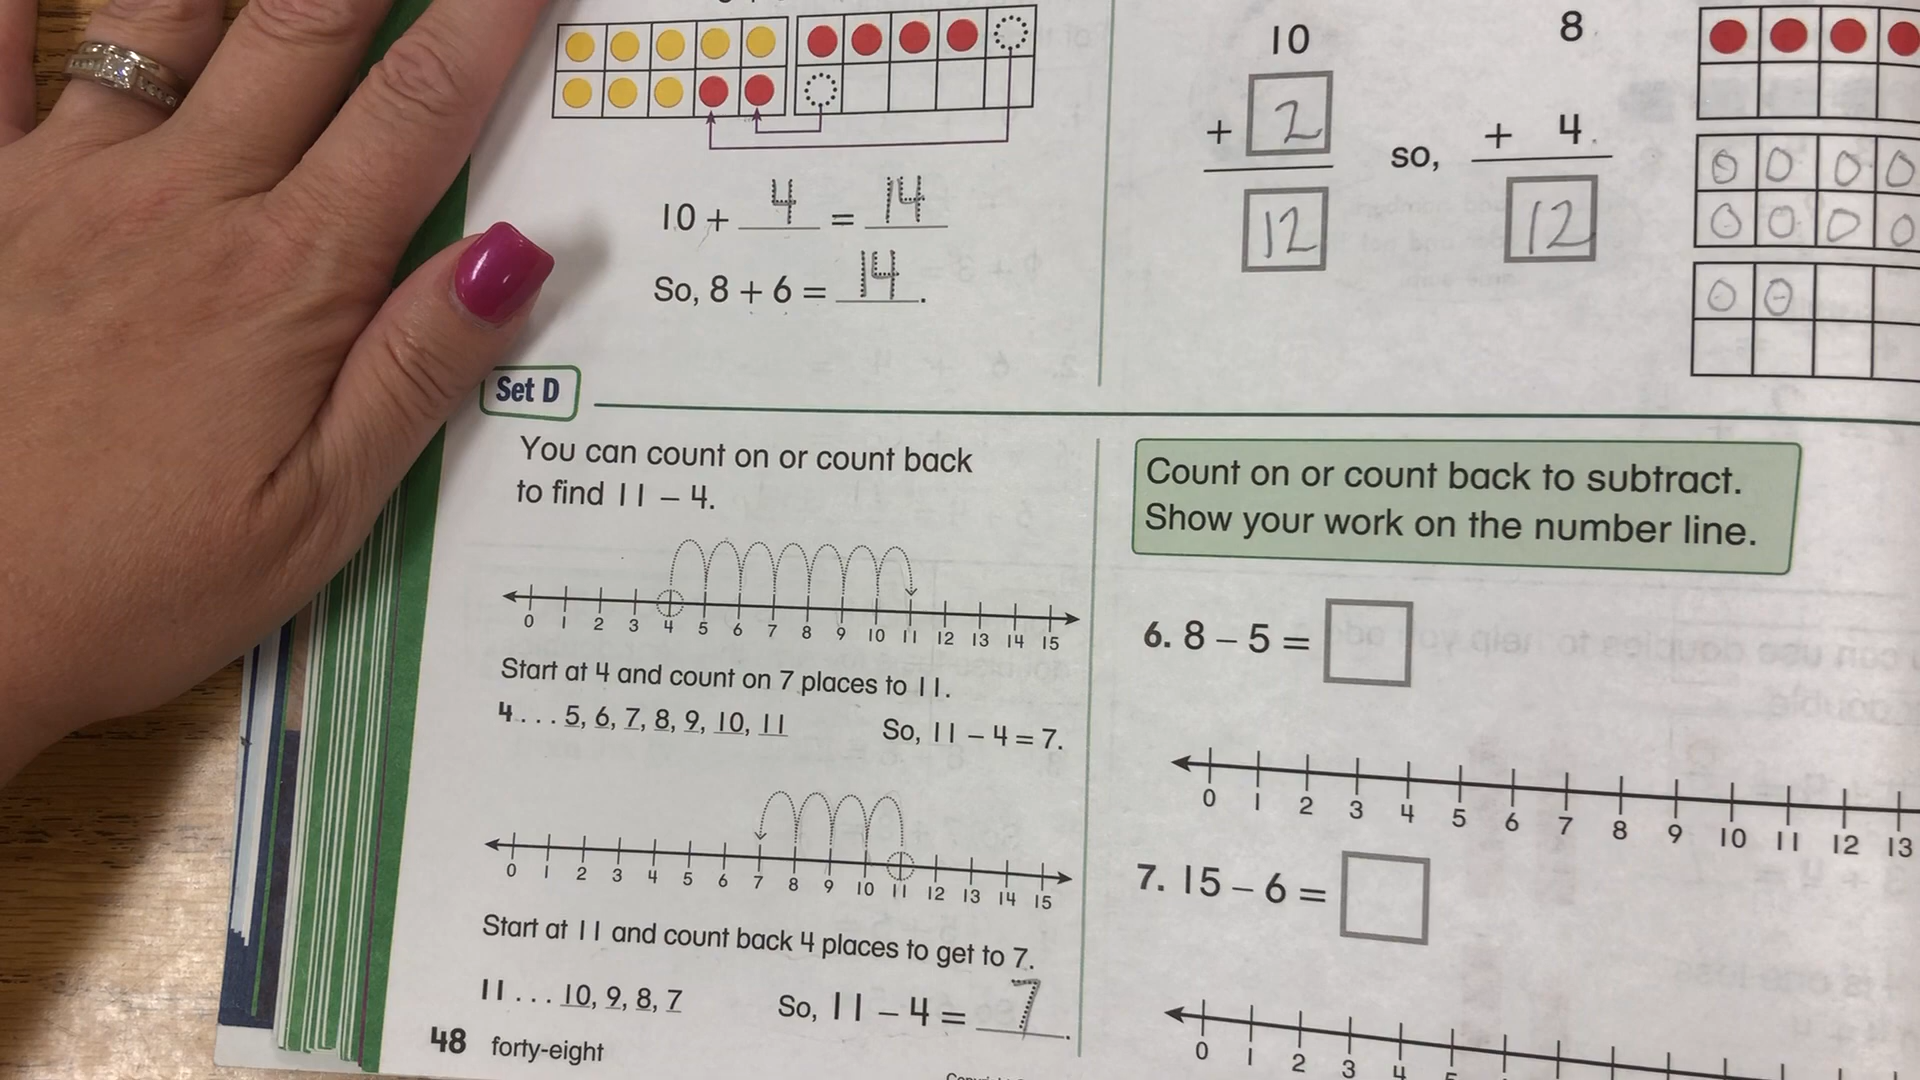 10 + 4 = 14
So, 8 + 6 = 14.
10
+ 2
12
so,
8
+ 4
12
Set D
You can count on or count back
to find 11 – 4.
0 1 2 3 4 5 6 7 8 9 10 11 12 13 14 15
Start at 4 and count on 7 places to 11.
4 . . . 5, 6, 7, 8, 9, 10, 11 So, 11 – 4 = 7.
0 1 2 3 4 5 6 7 8 9 10 11 12 13 14 15
Start at 11 and count back 4 places to get to 7.
11 . . . 10, 9, 8, 7 So, 11 – 4 = 7.
48 forty-eight
Count on or count back to subtract.
Show your work on the number line.
6. 8 – 5 =
0 1 2 3 4 5 6 7 8 9 10 11 12 13
7. 15 – 6 =
0 1 2 3 4